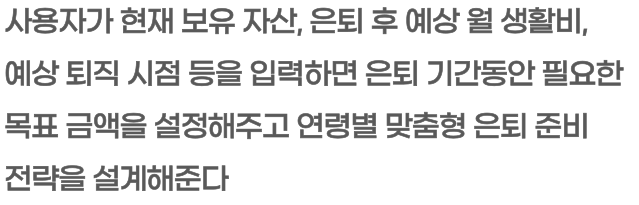 사용자가 현재 보유 자산, 은퇴 후 예상 월 생활비,
예상 퇴직 시점 등을 입력하면 은퇴 기간동안 필요한
목표 금액을 설정해주고 연령별 맞춤형 은퇴 준비
전략을 설계해준다